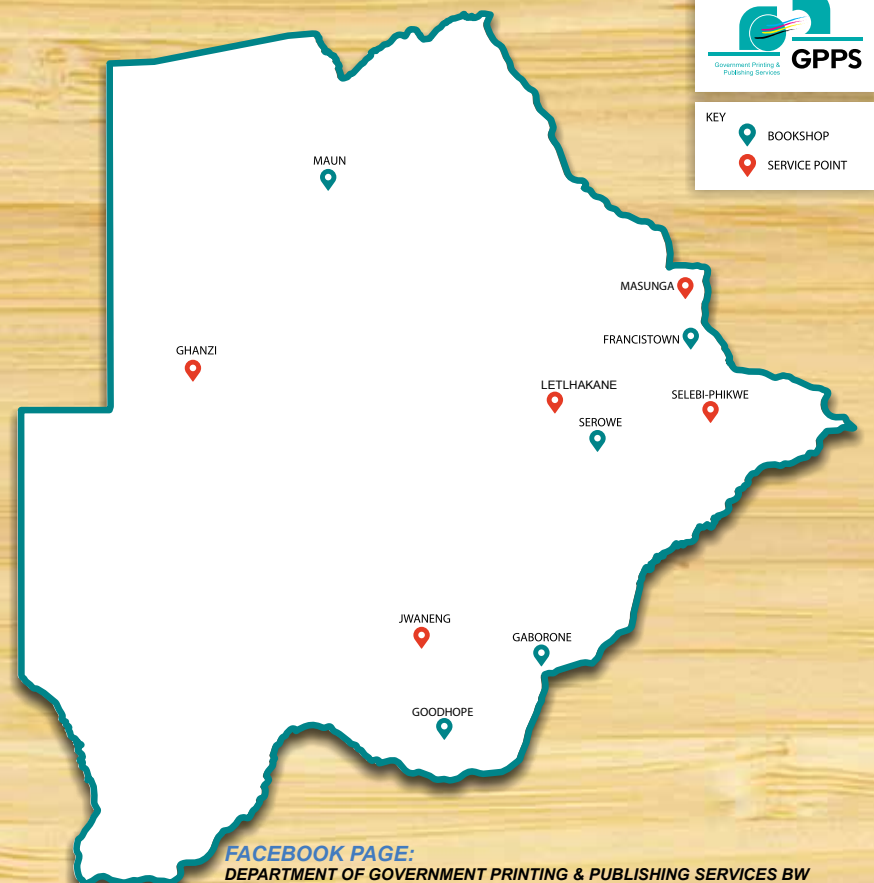 Government Printing &
Publishing Services
GPPS
KEY
BOOKSHOP
SERVICE POINT
MAUN
MASUNGA
FRANCISTOWN
GHANZI
LETLHAKANE
SELEBI-PHIKWE
SEROWE
JWANENG
GABORONE
GOODHOPE
FACEBOOK PAGE:
DEPARTMENT OF GOVERNMENT PRINTING & PUBLISHING SERVICES BW